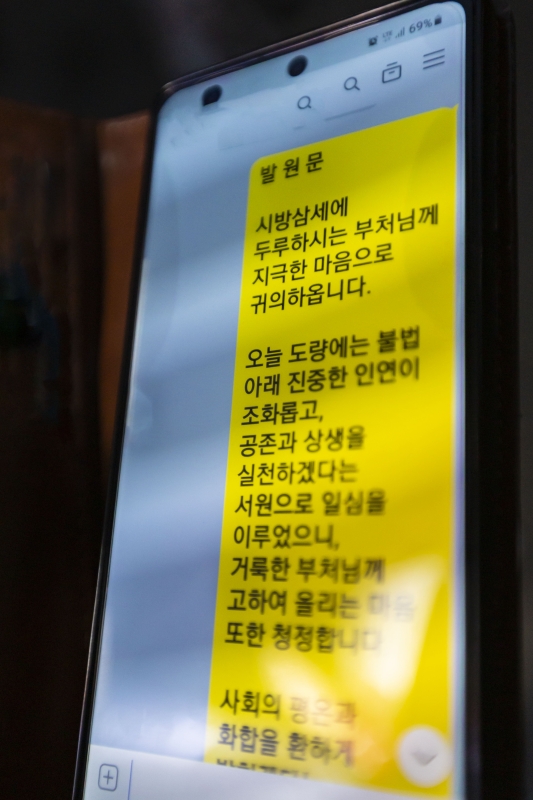 69%
발 원 문
시방삼세에
두루하시는 부처님께
지극한 마음으로
귀의하옵니다.
오늘 도량에는 불법
아래 진중한 인연이
조화롭고,
공존과 상생을
실천하겠다는
서원으로 일심을
이루었으니,
거룩한 부처님께
고하여 올리는 마음
또한 청정합니다
사회의 평온과
화합을 환하게